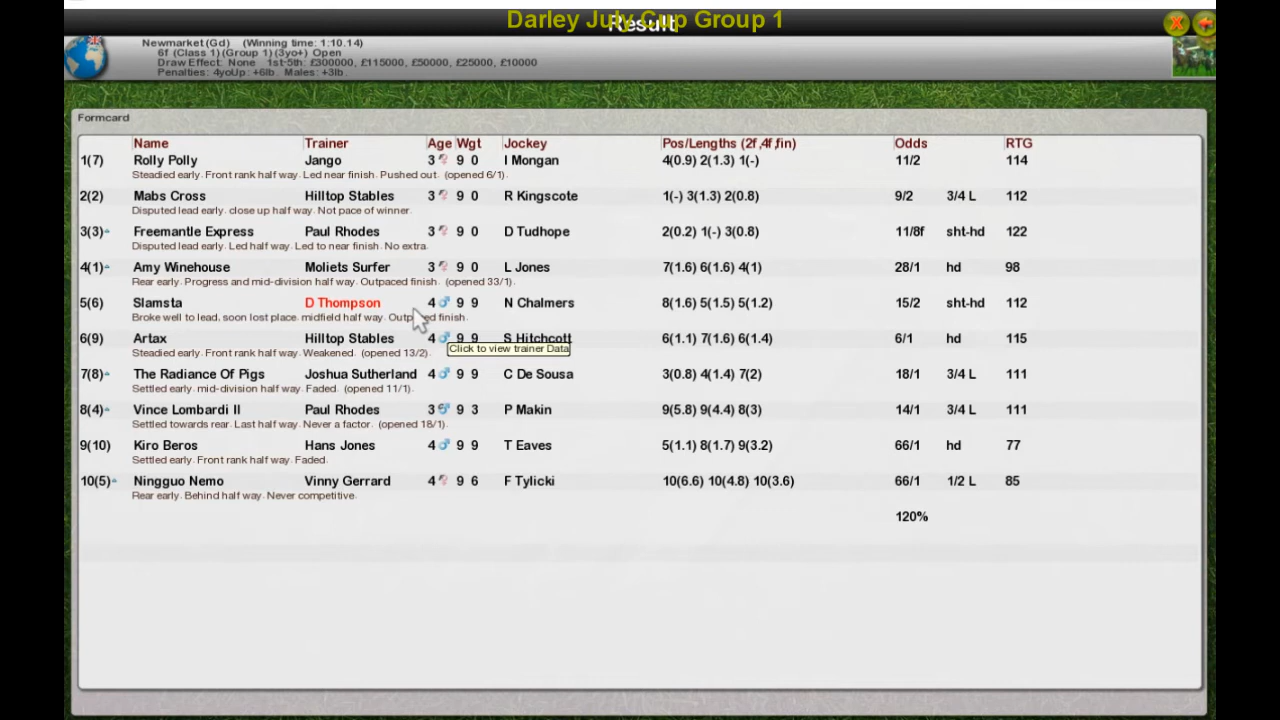 Darley July Cup Group 1
Result
Newmarket(Gd) (Winning time: 1:10.14)
6f (Class 1)(Group 1)(3yo+) Open
Draw Effect: None 1st-5th: £300000, £115000, £50000, £25000, £10000
Penalties: 4yoUp: +6lb. Males: +3lb.
Formcard
Name Trainer Age Wgt Jockey Pos/Lengths (2f,4f,fin) Odds RTG
1(7) Rolly Polly Jango 3 9 0 I Mongan 4(0.9) 2(1.3) 1(-) 11/2 114
Steadied early. Front rank half way. Led near finish. Pushed out. (opened 6/1).
2(2) Mabs Cross Hilltop Stables 3 9 0 R Kingscote 1(-) 3(1.3) 2(0.8) 9/2 3/4 L 112
Disputed lead early. close up half way. Not pace of winner.
3(3) Freemantle Express Paul Rhodes 3 9 0 D Tudhope 2(0.2) 1(-) 3(0.8) 11/8f sht-hd 122
Disputed lead early. Led half way. Led to near finish. No extra.
4(1) Amy Winehouse Moliets Surfer 3 9 0 L Jones 7(1.6) 6(1.6) 4(1) 28/1 hd 98
Rear early. Progress and mid-division half way. Outpaced finish. (opened 33/1).
5(6) Slamsta D Thompson 4 9 9 N Chalmers 8(1.6) 5(1.5) 5(1.2) 15/2 sht-hd 112
Broke well to lead, soon lost place. midfield half way. Outpaced finish.
6(9) Artax Hilltop Stables 4 9 9 S Hitchcott 6(1.1) 7(1.6) 6(1.4) 6/1 hd 115
Click to view trainer Data
Steadied early. Front rank half way. Weakened. (opened 13/2).
7(8) The Radiance Of Pigs Joshua Sutherland 4 9 9 C De Sousa 3(0.8) 4(1.4) 7(2) 18/1 3/4 L 111
Settled early. mid-division half way. Faded. (opened 11/1).
8(4) Vince Lombardi II Paul Rhodes 3 9 3 P Makin 9(5.8) 9(4.4) 8(3) 14/1 3/4 L 111
Settled towards rear. Last half way. Never a factor. (opened 18/1).
9(10) Kiro Beros Hans Jones 4 9 9 T Eaves 5(1.1) 8(1.7) 9(3.2) 66/1 hd 77
Settled early. Front rank half way. Faded.
10(5) Ningguo Nemo Vinny Gerrard 4 9 6 F Tylicki 10(6.6) 10(4.8) 10(3.6) 66/1 1/2 L 85
Rear early. Behind half way. Never competitive.
120%